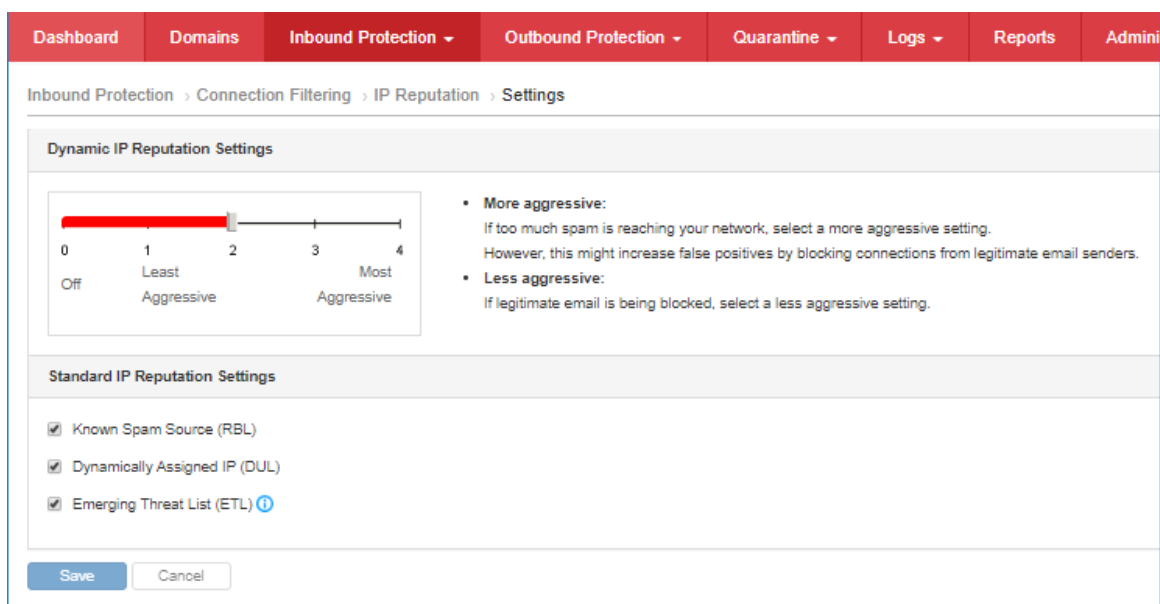 Dashboard Domains Inbound Protection Outbound Protection Quarantine Logs Reports Admini
Inbound Protection > Connection Filtering > IP Reputation > Settings
Dynamic IP Reputation Settings
0 1 2 3 4
Off Least Aggressive Most Aggressive
• More aggressive:
If too much spam is reaching your network, select a more aggressive setting.
However, this might increase false positives by blocking connections from legitimate email senders.
• Less aggressive:
If legitimate email is being blocked, select a less aggressive setting.
Standard IP Reputation Settings
Known Spam Source (RBL)
Dynamically Assigned IP (DUL)
Emerging Threat List (ETL)
Save Cancel